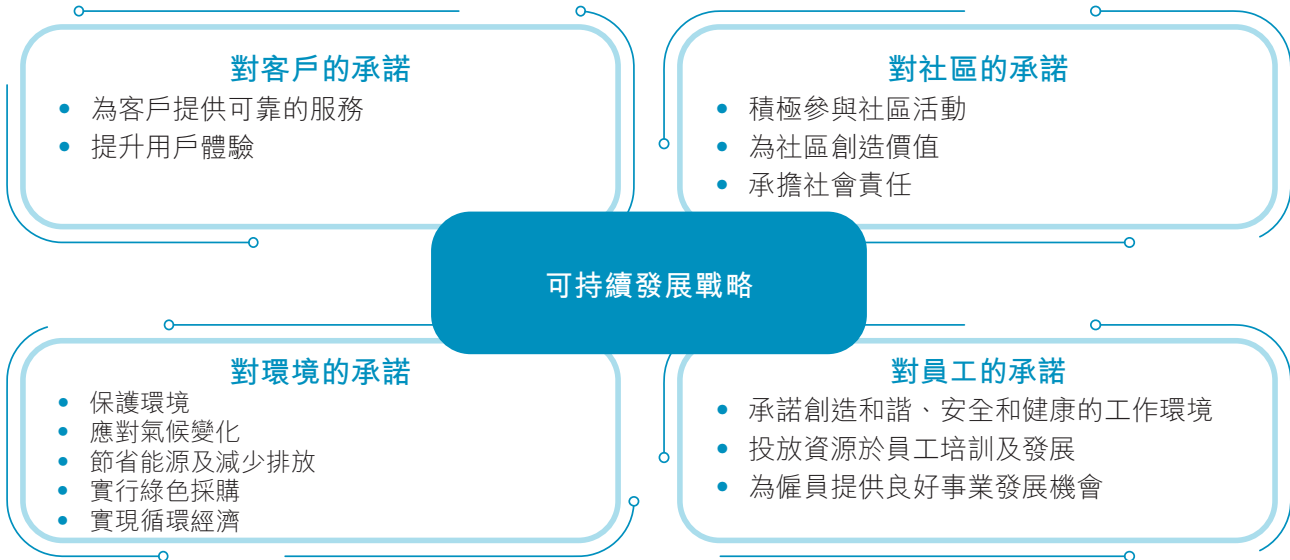 對客戶的承諾
• 為客戶提供可靠的服務
• 提升用戶體驗
對社區的承諾
• 積極參與社區活動
• 為社區創造價值
• 承擔社會責任
可持續發展戰略
對環境的承諾
• 保護環境
• 應對氣候變化
• 節省能源及減少排放
• 實行綠色採購
• 實現循環經濟
對員工的承諾
• 承諾創造和諧、安全和健康的工作環境
• 投放資源於員工培訓及發展
• 為僱員提供良好事業發展機會